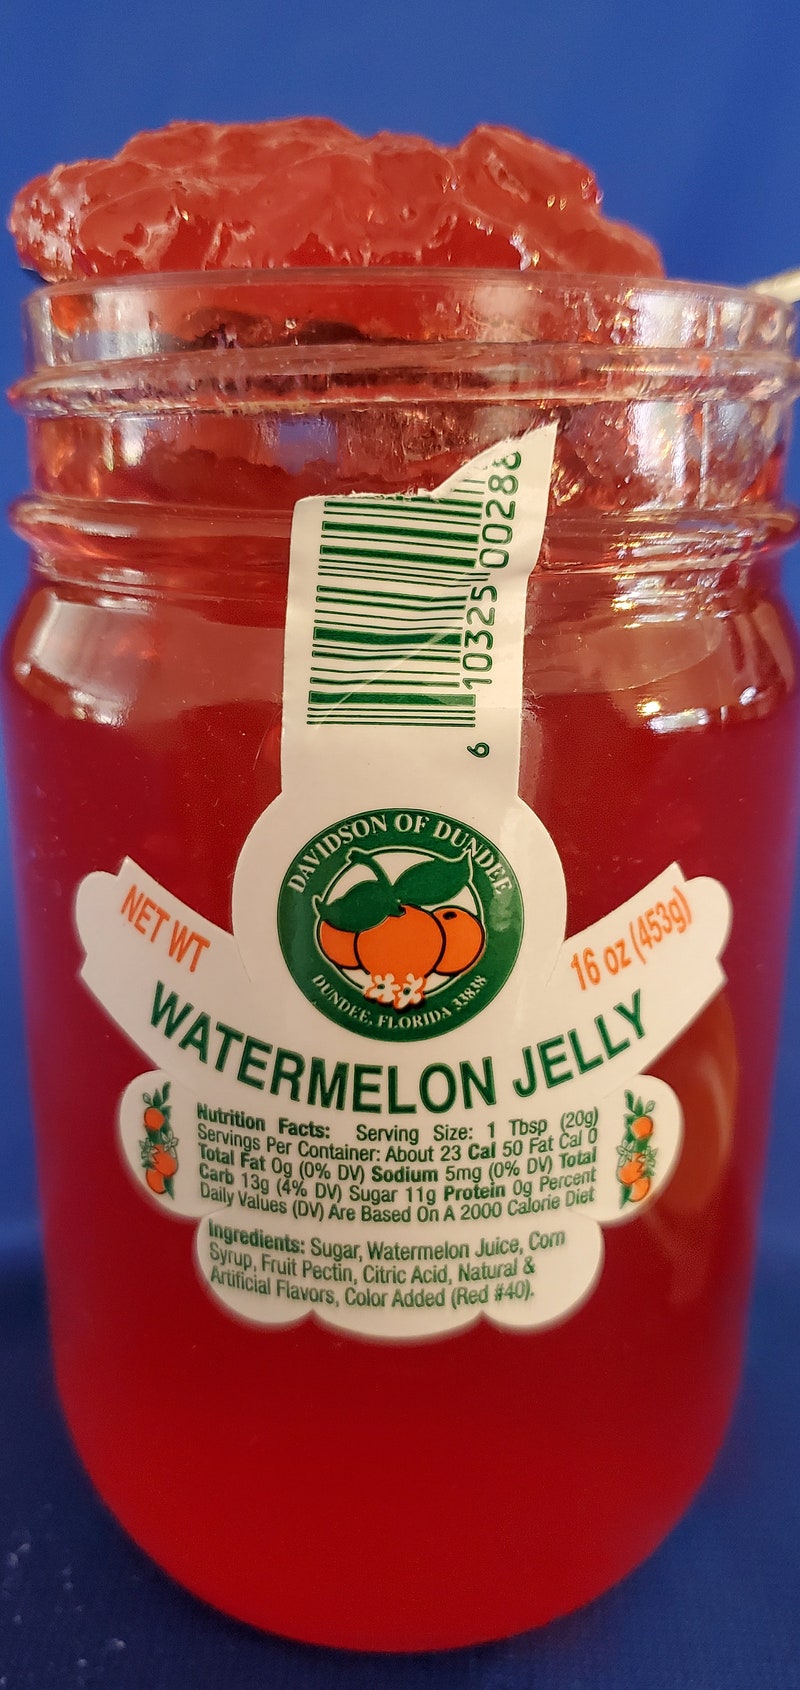 6 10325 00288
DAVIDSON OF DUNDEE
DUNDEE, FLORIDA 33838
NET WT 16 oz (453g)
WATERMELON JELLY
Nutrition Facts: Serving Size: 1 Tbsp (20g)
Servings Per Container: About 23 Cal 50 Fat Cal 0
Total Fat 0g (0% DV) Sodium 5mg (0% DV) Total
Carb 13g (4% DV) Sugar 11g Protein 0g Percent
Daily Values (DV) Are Based On A 2000 Calorie Diet
Ingredients: Sugar, Watermelon Juice, Corn
Syrup, Fruit Pectin, Citric Acid, Natural &
Artificial Flavors, Color Added (Red #40).